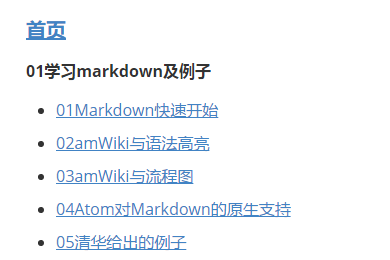 首页
01学习markdown及例子
01Markdown快速开始
02amWiki与语法高亮
03amWiki与流程图
04Atom对Markdown的原生支持
05清华给出的例子